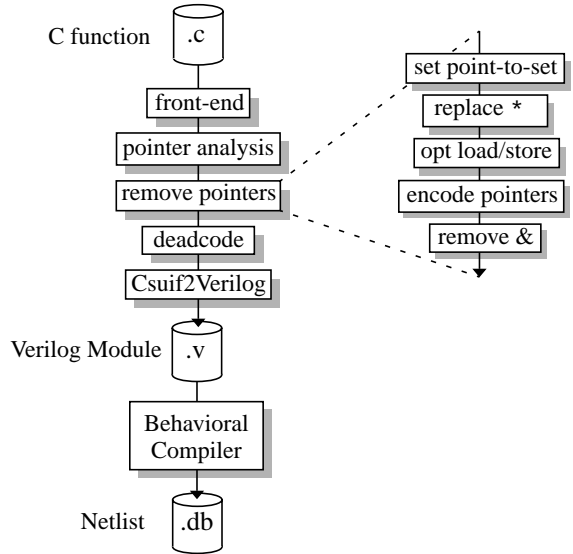 C function
.c
front-end
pointer analysis
remove pointers
deadcode
Csuif2Verilog
Verilog Module
.v
Behavioral
Compiler
Netlist
.db
set point-to-set
replace *
opt load/store
encode pointers
remove &